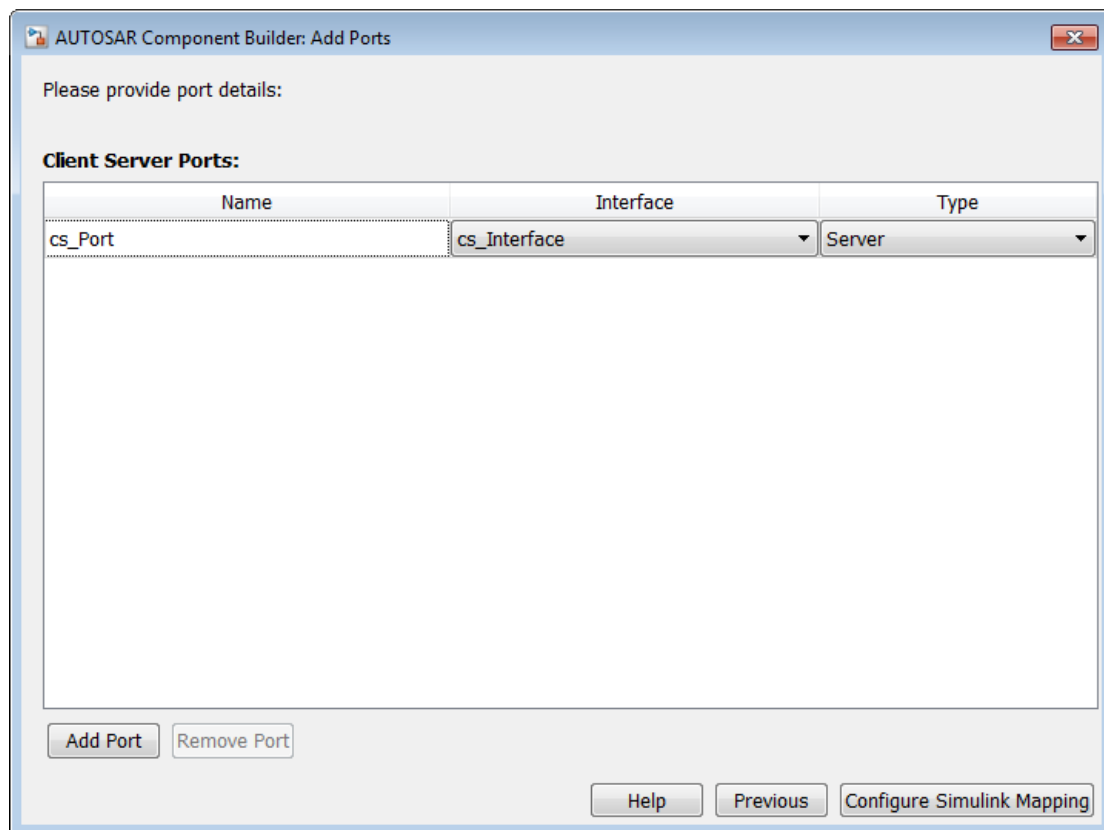 AUTOSAR Component Builder: Add Ports
Please provide port details:
Client Server Ports:
Name Interface Type
cs_Port cs_Interface Server
Add Port Remove Port
Help Previous Configure Simulink Mapping